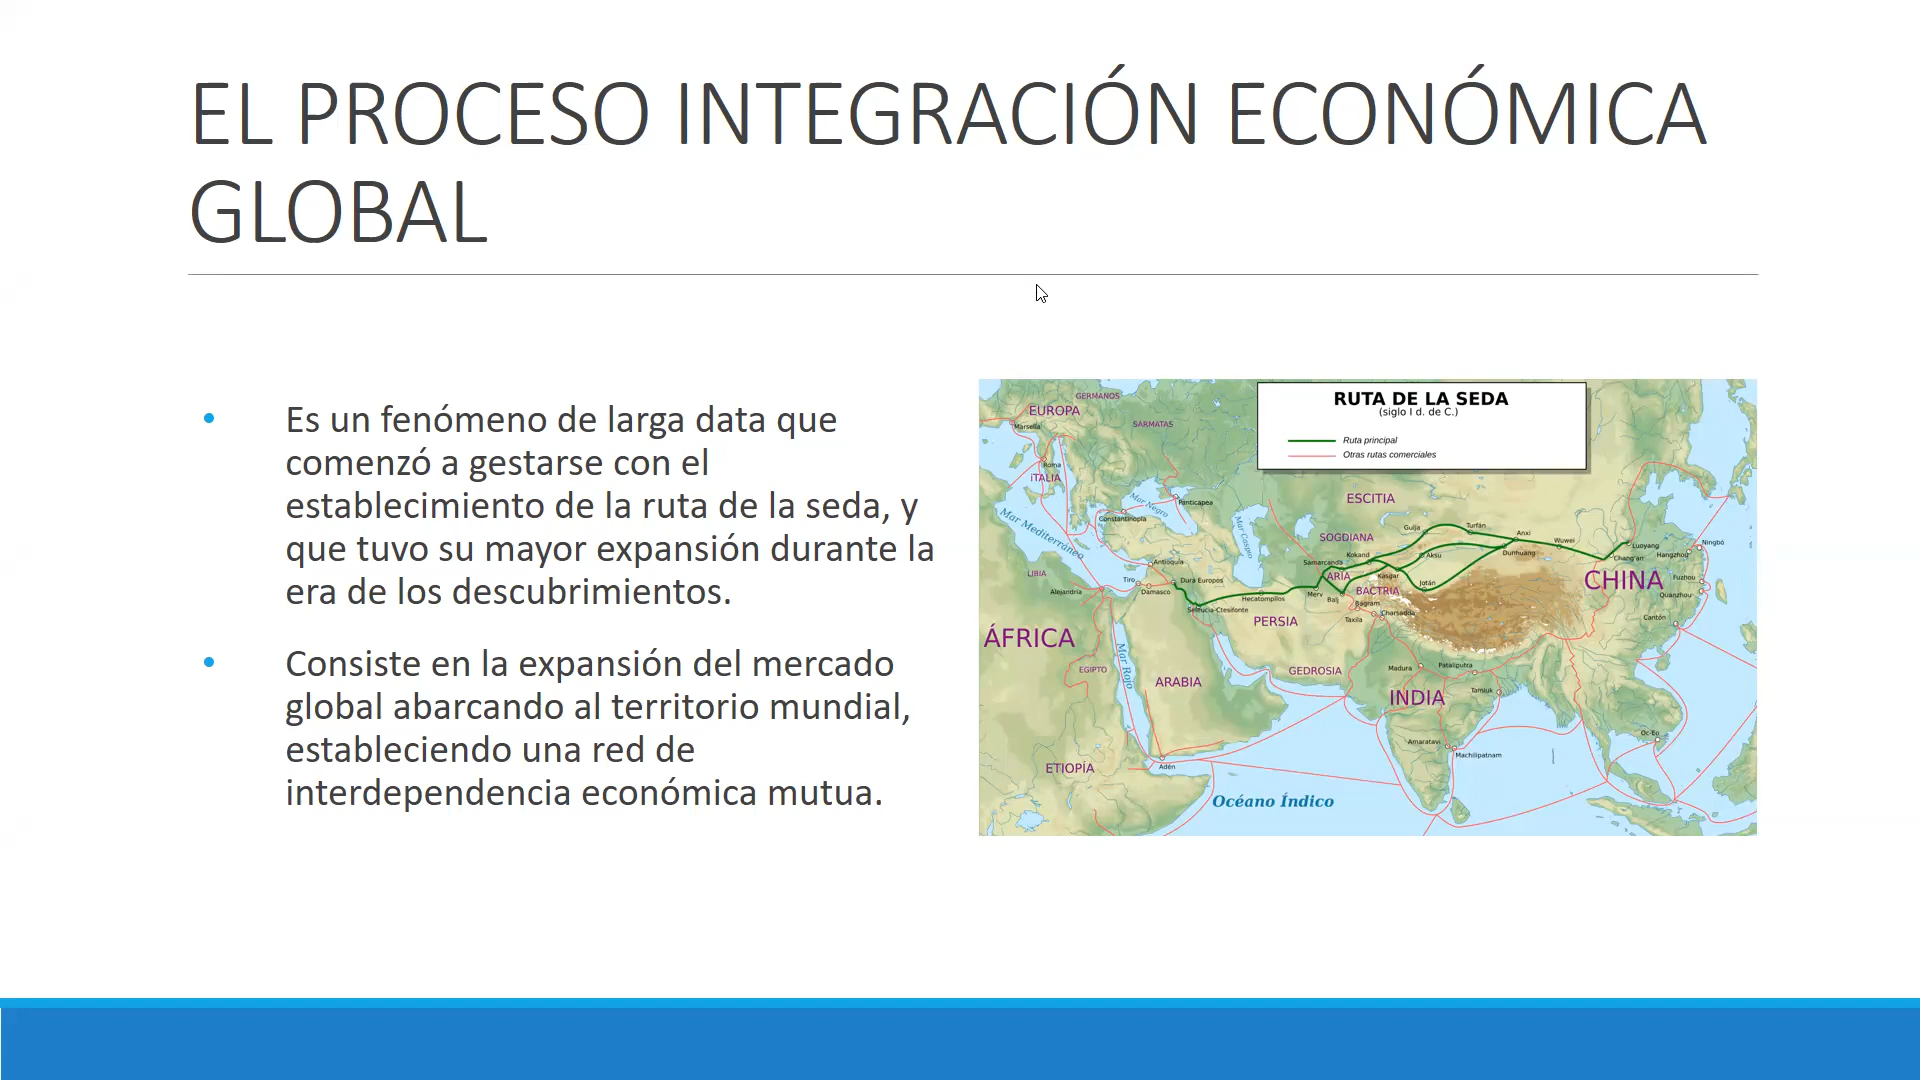 EL PROCESO INTEGRACIÓN ECONÓMICA
GLOBAL
• Es un fenómeno de larga data que
comenzó a gestarse con el
establecimiento de la ruta de la seda, y
que tuvo su mayor expansión durante la
era de los descubrimientos.
• Consiste en la expansión del mercado
global abarcando al territorio mundial,
estableciendo una red de
interdependencia económica mutua.
RUTA DE LA SEDA
(siglo I d. de C.)
Ruta principal
Otras rutas comerciales
GERMANOS
EUROPA
Marsella
SÁRMATAS
Roma
ITALIA
Mar Mediterráneo
Mar Negro
Panticapea
Constantinopla
Mar Caspio
ESCITIA
SOGDIANA
Gulja
Turfán
Anxi
Wuwei
Luoyang
Ningbó
Chang'an
Hangzhou
Kokand
Aksu
Dunhuang
Samarcanda
Kasgar
ARIA
Jotán
CHINA
Fuzhou
Quanzhou
Cantón
LIBIA
Antioquía
Tiro
Dura Europos
Alejandría
Damasco
Seleucia-Ctesifonte
Hecatompilos
Merv
Balj
BACTRIA
Bagram
Charsadda
Taxila
PERSIA
ÁFRICA
EGIPTO
Mar Rojo
ARABIA
GEDROSIA
Madura
Pataliputra
INDIA
Tamluk
Amaratavi
Machilipatnam
Oc-Eo
ETIOPÍA
Adén
Océano Índico